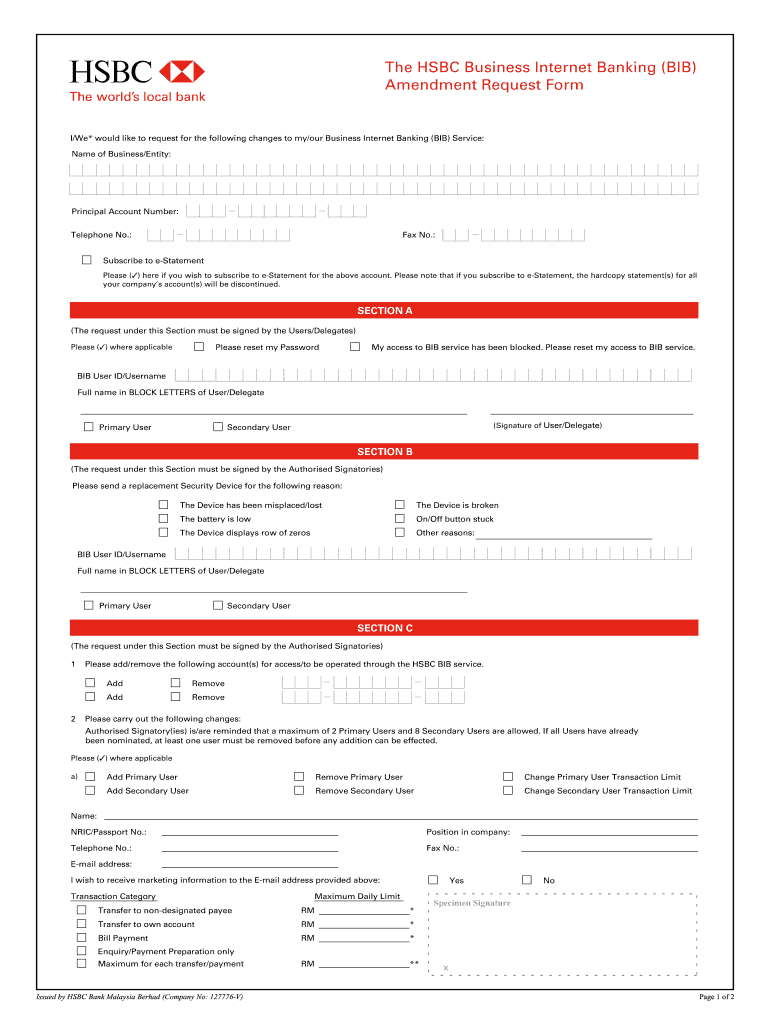 HSBC
The world's local bank
The HSBC Business Internet Banking (BIB)
Amendment Request Form
I/We* would like to request for the following changes to my/our Business Internet Banking (BIB) Service:
Name of Business/Entity:
Principal Account Number:
Telephone No.: Fax No.:
Subscribe to e-Statement
Please (✓) here if you wish to subscribe to e-Statement for the above account. Please note that if you subscribe to e-Statement, the hardcopy statement(s) for all
your company's account(s) will be discontinued.
SECTION A
(The request under this Section must be signed by the Users/Delegates)
Please (✓) where applicable Please reset my Password My access to BIB service has been blocked. Please reset my access to BIB service.
BIB User ID/Username
Full name in BLOCK LETTERS of User/Delegate
Primary User Secondary User (Signature of User/Delegate)
SECTION B
(The request under this Section must be signed by the Authorised Signatories)
Please send a replacement Security Device for the following reason:
The Device has been misplaced/lost The Device is broken
The battery is low On/Off button stuck
The Device displays row of zeros Other reasons:
BIB User ID/Username
Full name in BLOCK LETTERS of User/Delegate
Primary User Secondary User
SECTION C
(The request under this Section must be signed by the Authorised Signatories)
1 Please add/remove the following account(s) for access/to be operated through the HSBC BIB service.
Add Remove
Add Remove
2 Please carry out the following changes:
Authorised Signatory(ies) is/are reminded that a maximum of 2 Primary Users and 8 Secondary Users are allowed. If all Users have already
been nominated, at least one user must be removed before any addition can be effected.
Please (✓) where applicable
a) Add Primary User Remove Primary User Change Primary User Transaction Limit
Add Secondary User Remove Secondary User Change Secondary User Transaction Limit
Name:
NRIC/Passport No.: Position in company:
Telephone No.: Fax No.:
E-mail address:
I wish to receive marketing information to the E-mail address provided above: Yes No
Transaction Category Maximum Daily Limit
Specimen Signature
Transfer to non-designated payee RM *
Transfer to own account RM *
Bill Payment RM *
Enquiry/Payment Preparation only
Maximum for each transfer/payment RM **
X
Issued by HSBC Bank Malaysia Berhad (Company No: 127776-V) Page 1 of 2